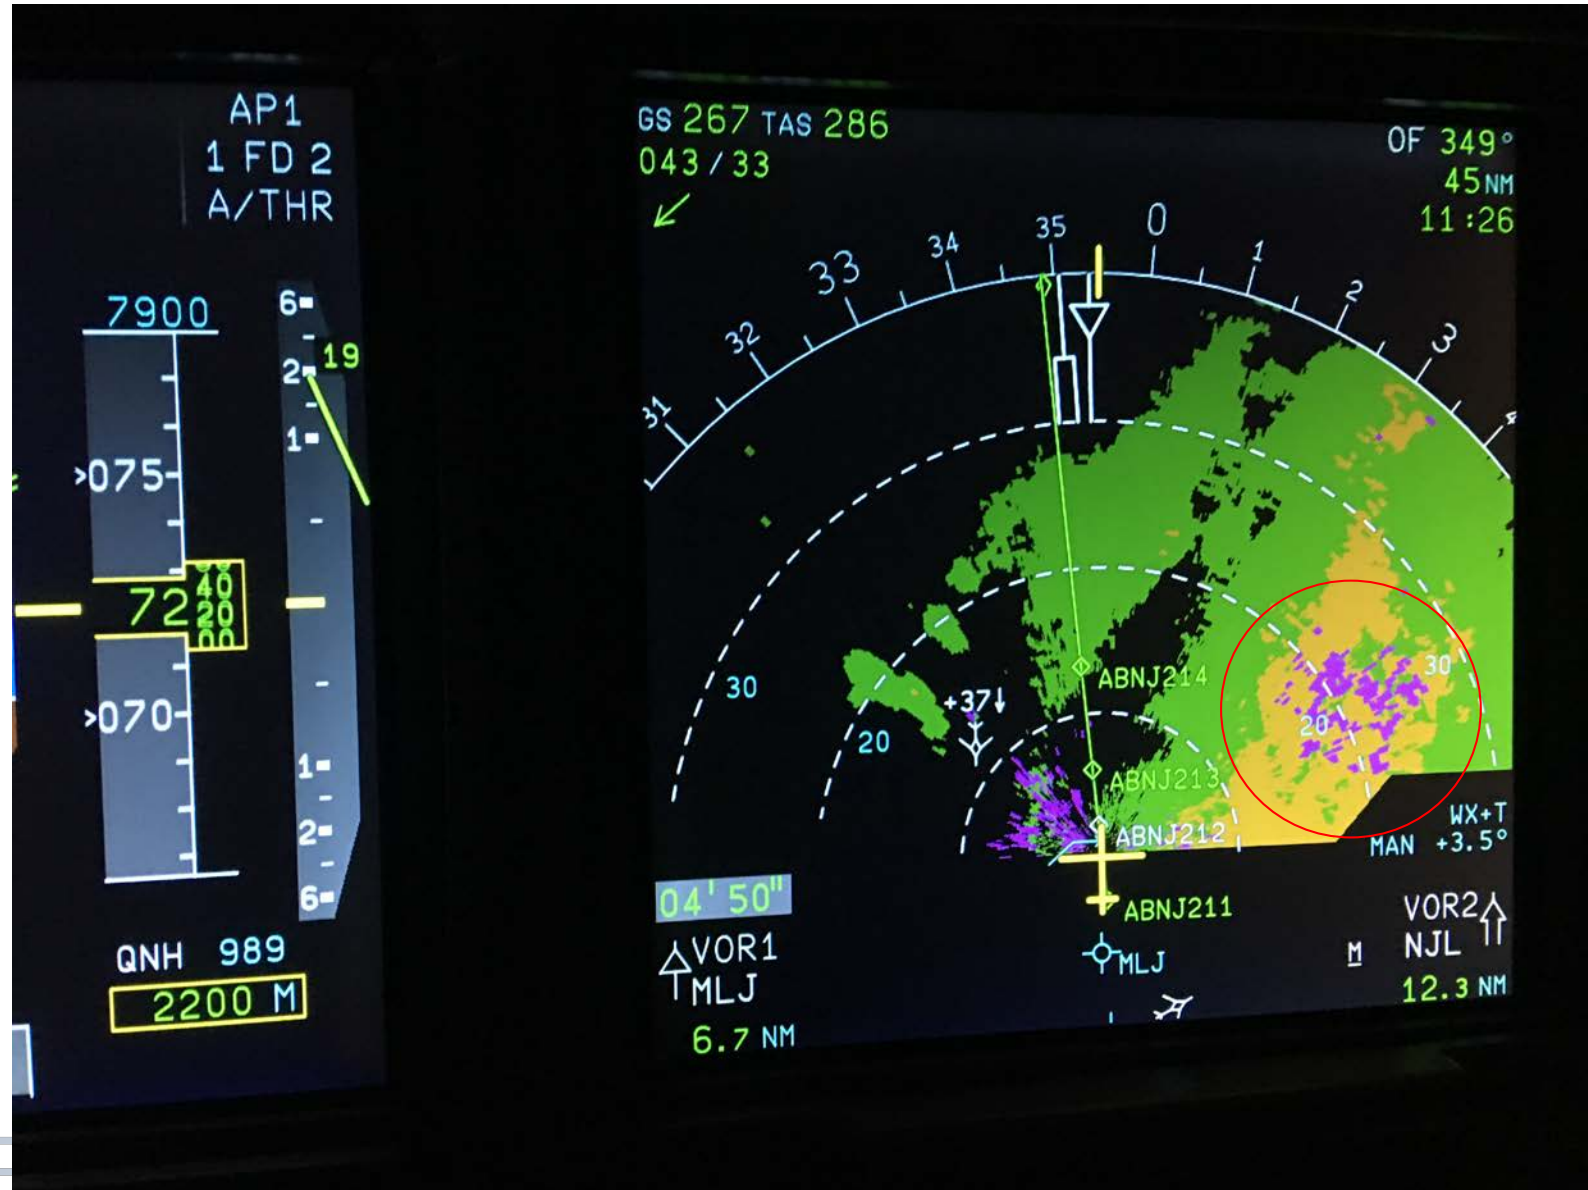 AP1
1 FD 2
A/THR
7900
6
2
19
1
075
72
40
20
00
070
1
2
6
QNH 989
2200 M
GS 267 TAS 286
043/33
OF 349°
45 NM
11:26
31
32
33
34
35
0
1
2
3
4
30
20
+37↓
ABNJ214
30
20
ABNJ213
ABNJ212
WX+T
MAN +3.5°
04'50"
ABNJ211
VOR1
MLJ
6.7 NM
MLJ
M
VOR2
NJL
12.3 NM